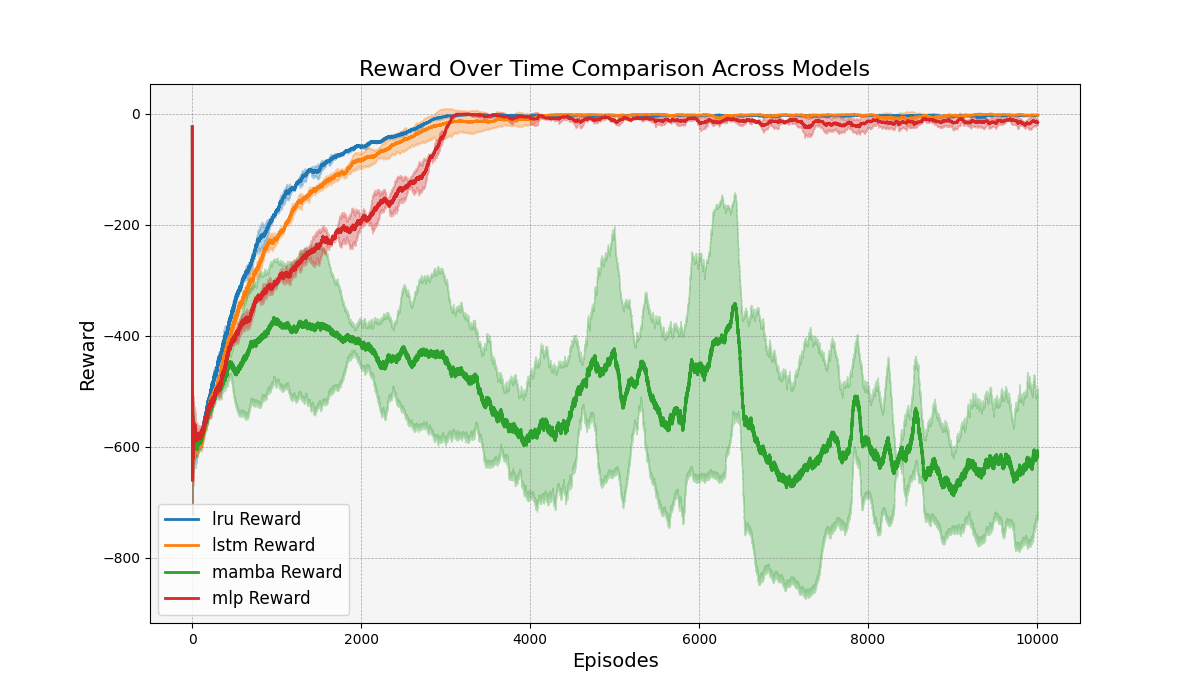 Reward Over Time Comparison Across Models
Reward
0
−200
−400
−600
−800
lru Reward
lstm Reward
mamba Reward
mlp Reward
0 2000 4000 6000 8000 10000
Episodes